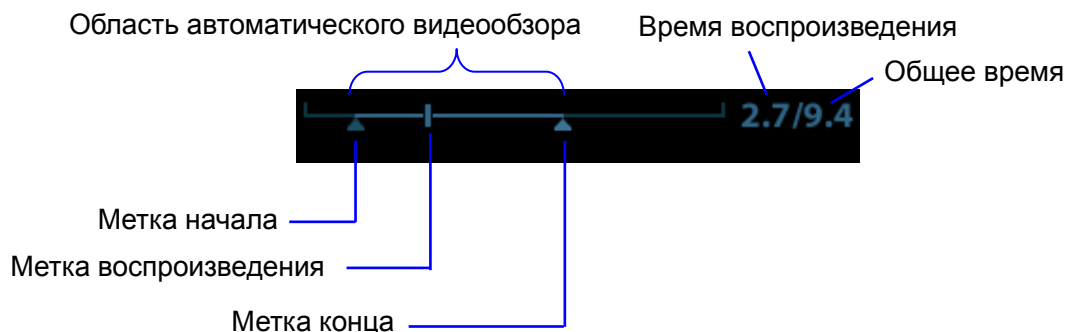 Область автоматического видеообзора
Время воспроизведения
Общее время
2.7/9.4
Метка начала
Метка воспроизведения
Метка конца